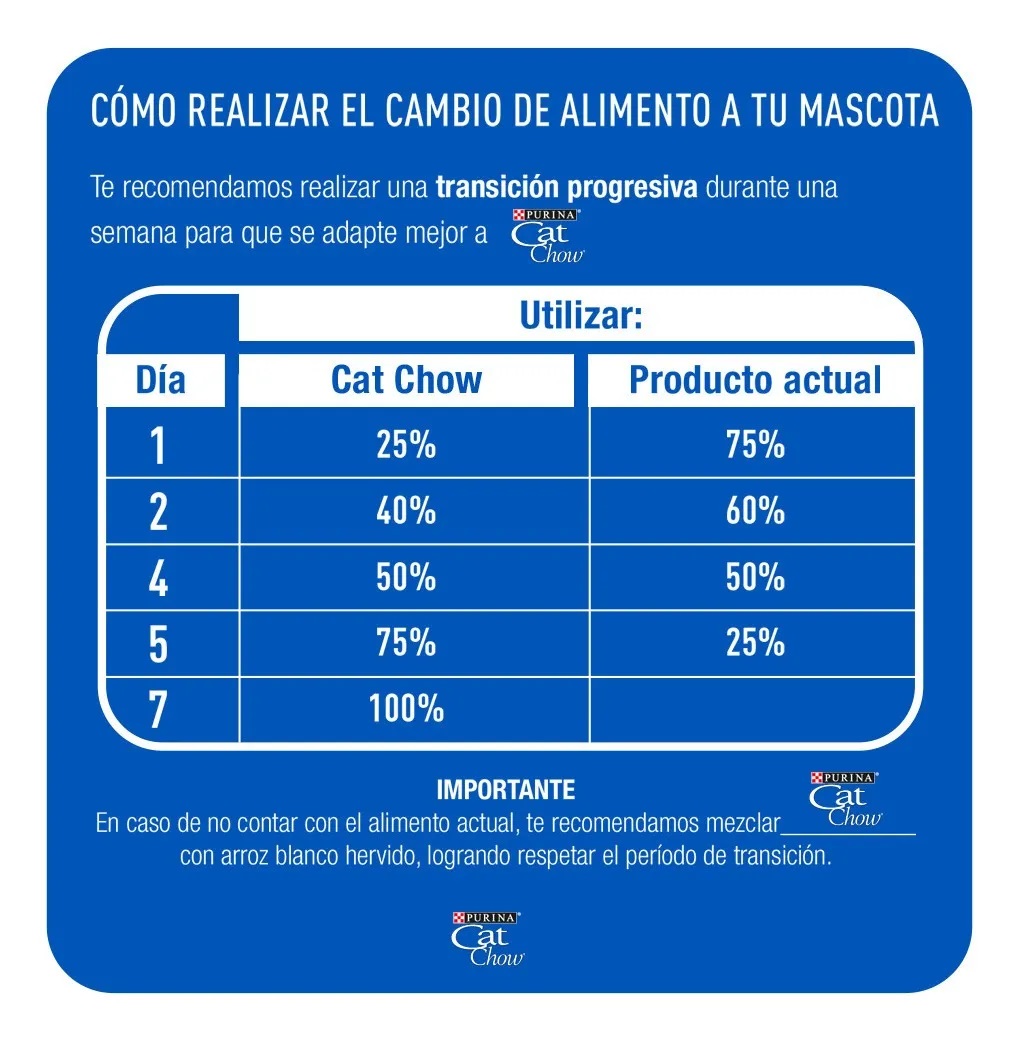 CÓMO REALIZAR EL CAMBIO DE ALIMENTO A TU MASCOTA
Te recomendamos realizar una transición progresiva durante una
semana para que se adapte mejor a PURINA® Cat Chow®
Utilizar:
Día Cat Chow Producto actual
1 25% 75%
2 40% 60%
4 50% 50%
5 75% 25%
7 100%
IMPORTANTE
En caso de no contar con el alimento actual, te recomendamos mezclar PURINA® Cat Chow®
con arroz blanco hervido, logrando respetar el período de transición.
PURINA®
Cat
Chow®